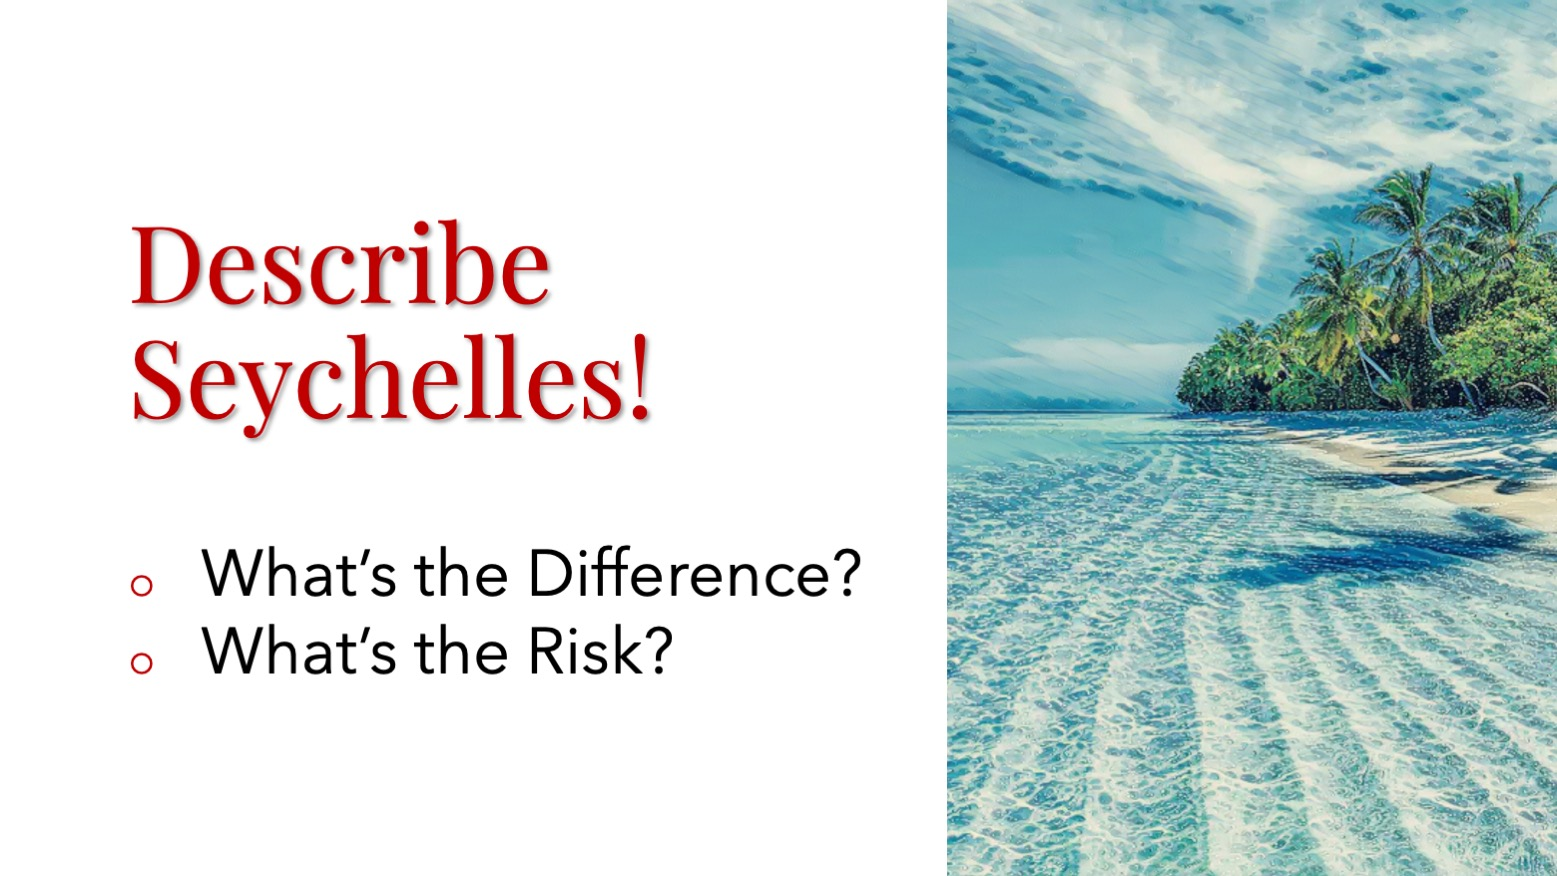 Describe
Seychelles!
What's the Difference?
What's the Risk?